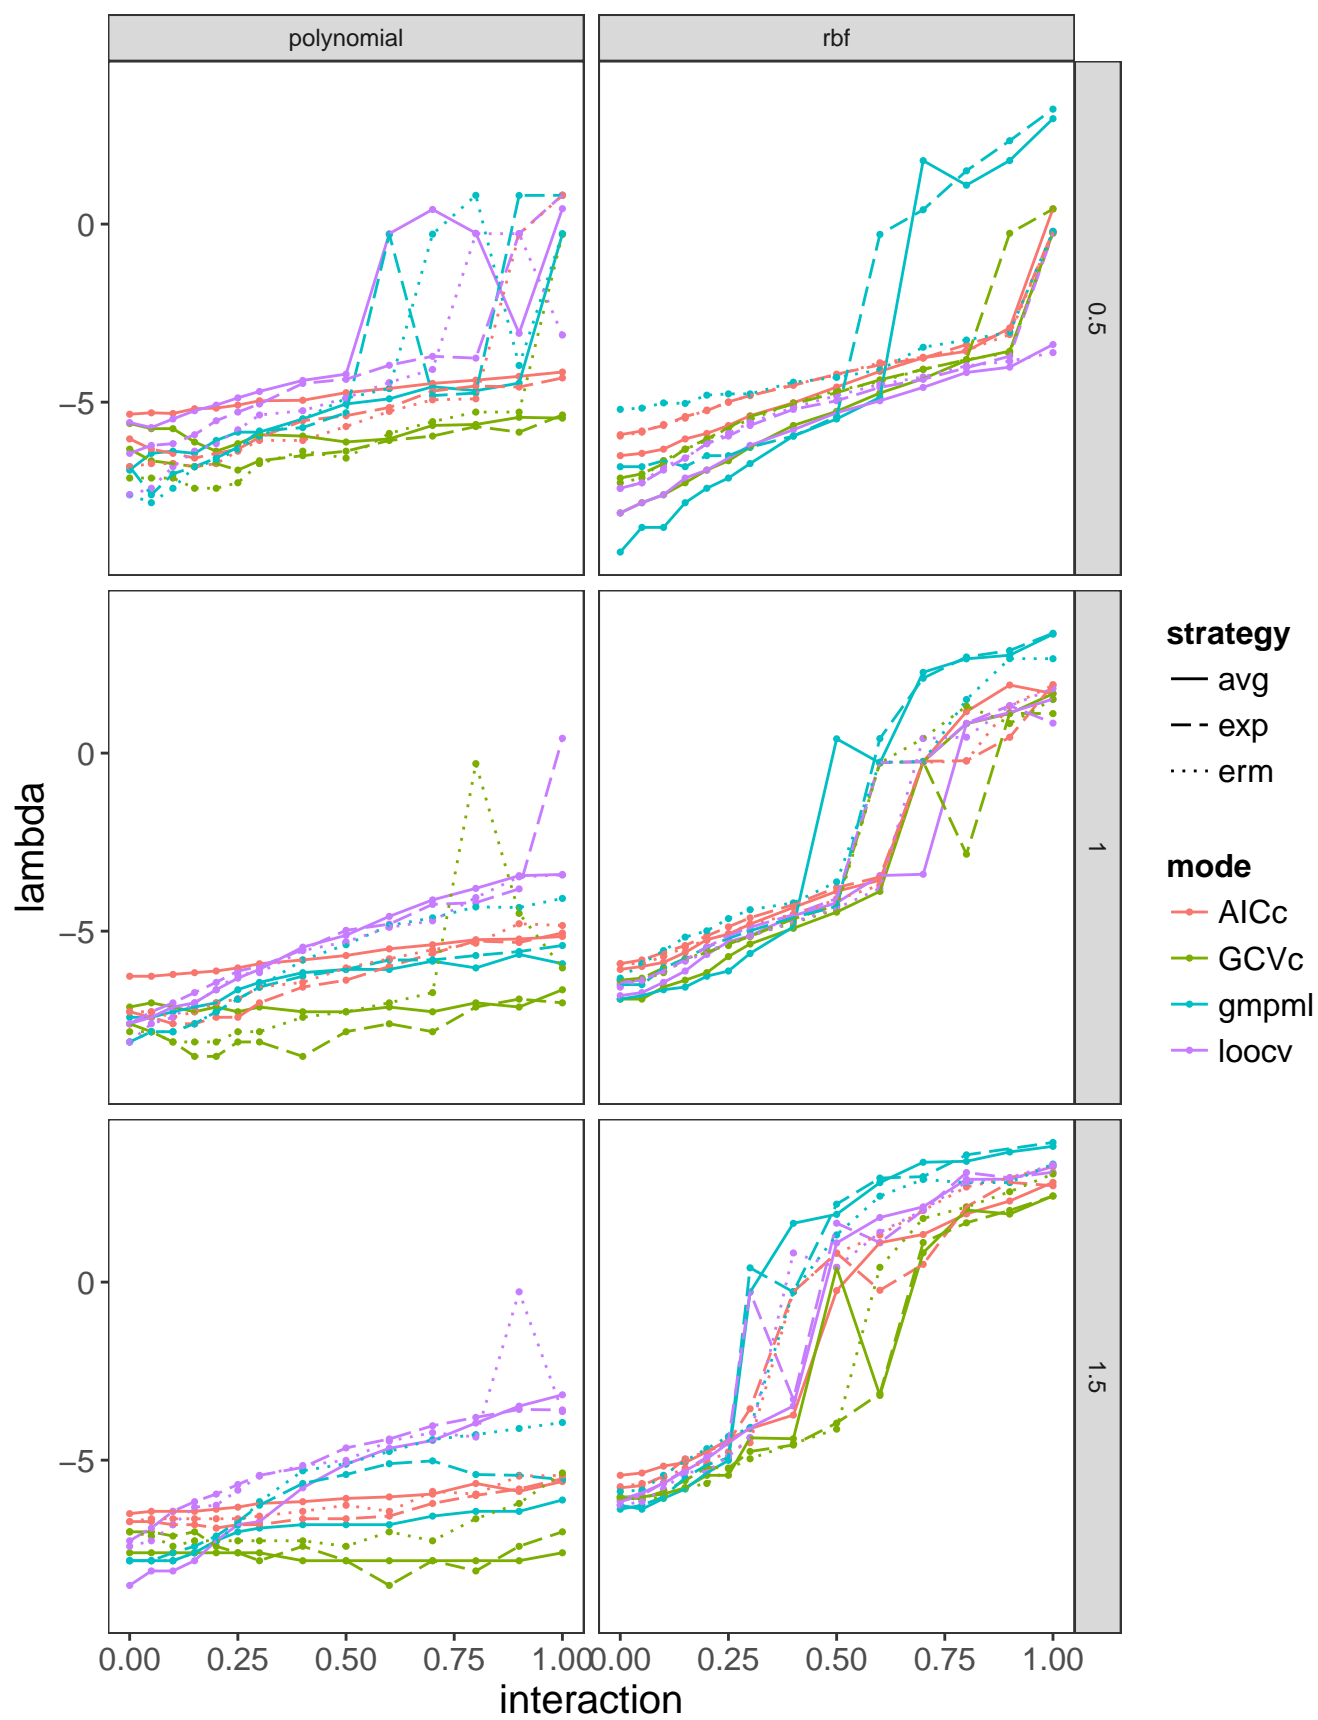 polynomial
rbf
0
−5
0.5
strategy
avg
exp
erm
0
−5
1
lambda
mode
AICc
GCVc
gmpml
loocv
0
−5
1.5
0.00 0.25 0.50 0.75 1.00 0.00 0.25 0.50 0.75 1.00
interaction